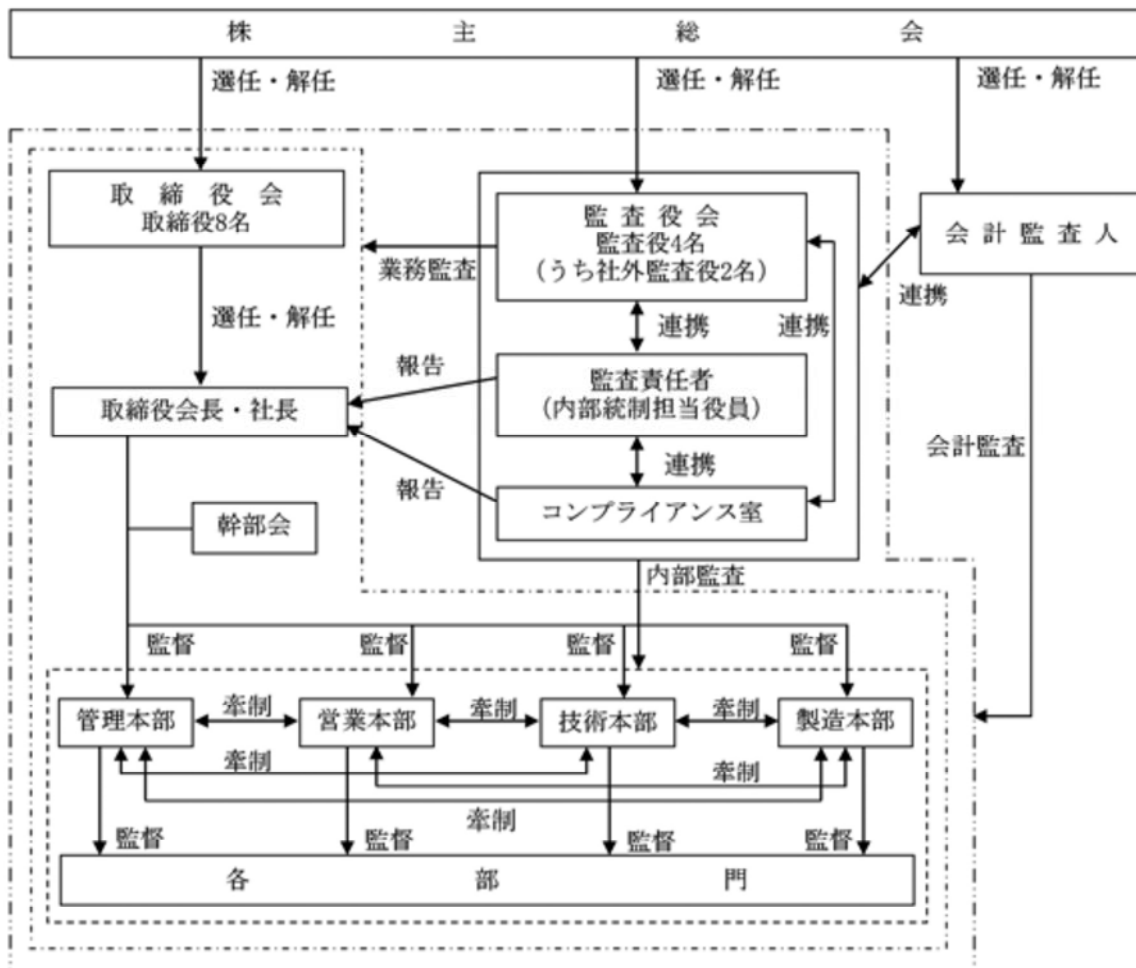 株主総会
選任・解任
選任・解任
選任・解任
取締役会
取締役8名
監査役会
監査役4名
(うち社外監査役2名)
会計監査人
業務監査
連携
連携
連携
選任・解任
報告
監査責任者
(内部統制担当役員)
取締役会長・社長
連携
会計監査
報告
コンプライアンス室
幹部会
内部監査
監督
監督
監督
監督
管理本部
牽制
営業本部
牽制
技術本部
牽制
製造本部
牽制
牽制
牽制
監督
監督
監督
監督
各部門